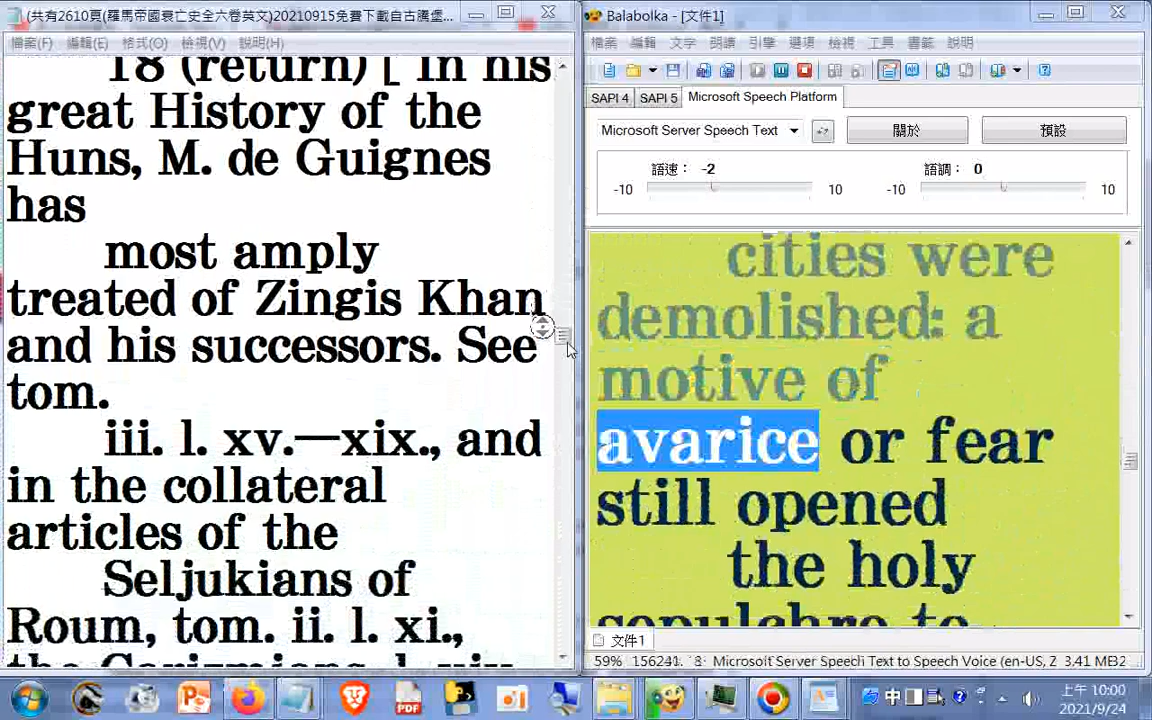 (共有2610頁(羅馬帝國衰亡史全六卷英文)20210915免費下載自古騰堡...
檔案(F) 編輯(E) 格式(O) 檢視(V) 說明(H)
18 (return) [ In his
great History of the
Huns, M. de Guignes
has
most amply
treated of Zingis Khan
and his successors. See
tom.
iii. l. xv.—xix., and
in the collateral
articles of the
Seljukians of
Roum, tom. ii. l. xi.,
the Carizmians, l. xiv.
Balabolka - [文件1]
檔案 編輯 文字 朗讀 引擎 選項 檢視 工具 書籤 說明
SAPI 4 SAPI 5 Microsoft Speech Platform
Microsoft Server Speech Text 關於 預設
語速: -2 語調: 0
-10 10 -10 10
cities were
demolished: a
motive of
avarice or fear
still opened
the holy
sepulchre to
文件1
59% 156241. 8: Microsoft Server Speech Text to Speech Voice (en-US, Z 3.41 MB2
PDF 中 上午 10:00
2021/9/24